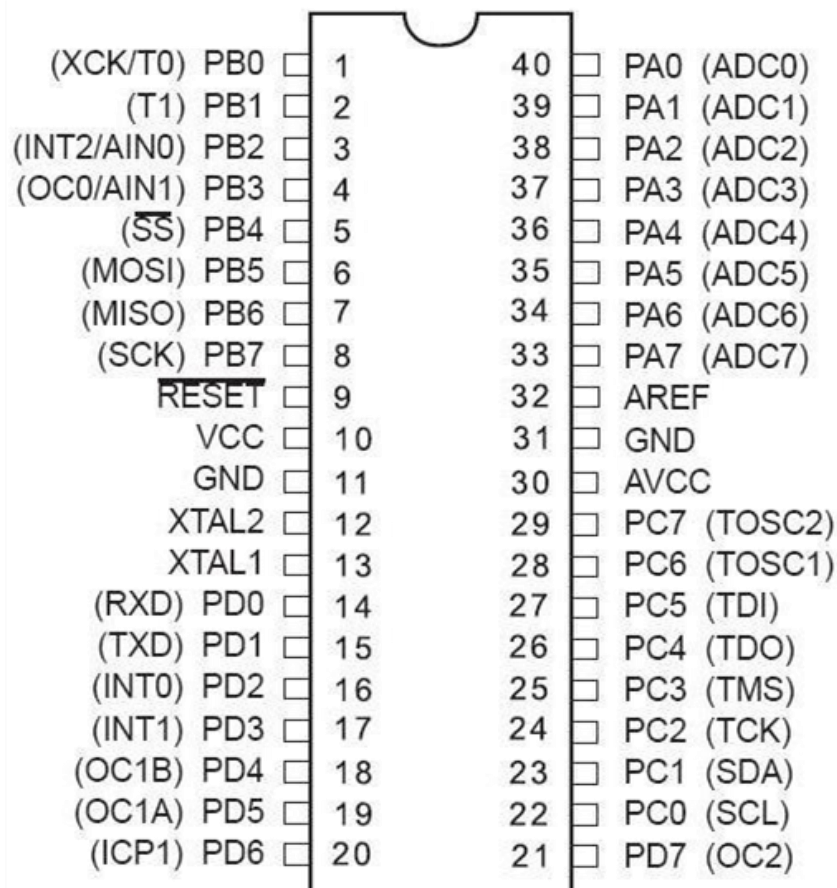 (XCK/T0) PB0 1 40 PA0 (ADC0)
(T1) PB1 2 39 PA1 (ADC1)
(INT2/AIN0) PB2 3 38 PA2 (ADC2)
(OC0/AIN1) PB3 4 37 PA3 (ADC3)
(S̅S̅) PB4 5 36 PA4 (ADC4)
(MOSI) PB5 6 35 PA5 (ADC5)
(MISO) PB6 7 34 PA6 (ADC6)
(SCK) PB7 8 33 PA7 (ADC7)
R̅E̅S̅E̅T̅ 9 32 AREF
VCC 10 31 GND
GND 11 30 AVCC
XTAL2 12 29 PC7 (TOSC2)
XTAL1 13 28 PC6 (TOSC1)
(RXD) PD0 14 27 PC5 (TDI)
(TXD) PD1 15 26 PC4 (TDO)
(INT0) PD2 16 25 PC3 (TMS)
(INT1) PD3 17 24 PC2 (TCK)
(OC1B) PD4 18 23 PC1 (SDA)
(OC1A) PD5 19 22 PC0 (SCL)
(ICP1) PD6 20 21 PD7 (OC2)